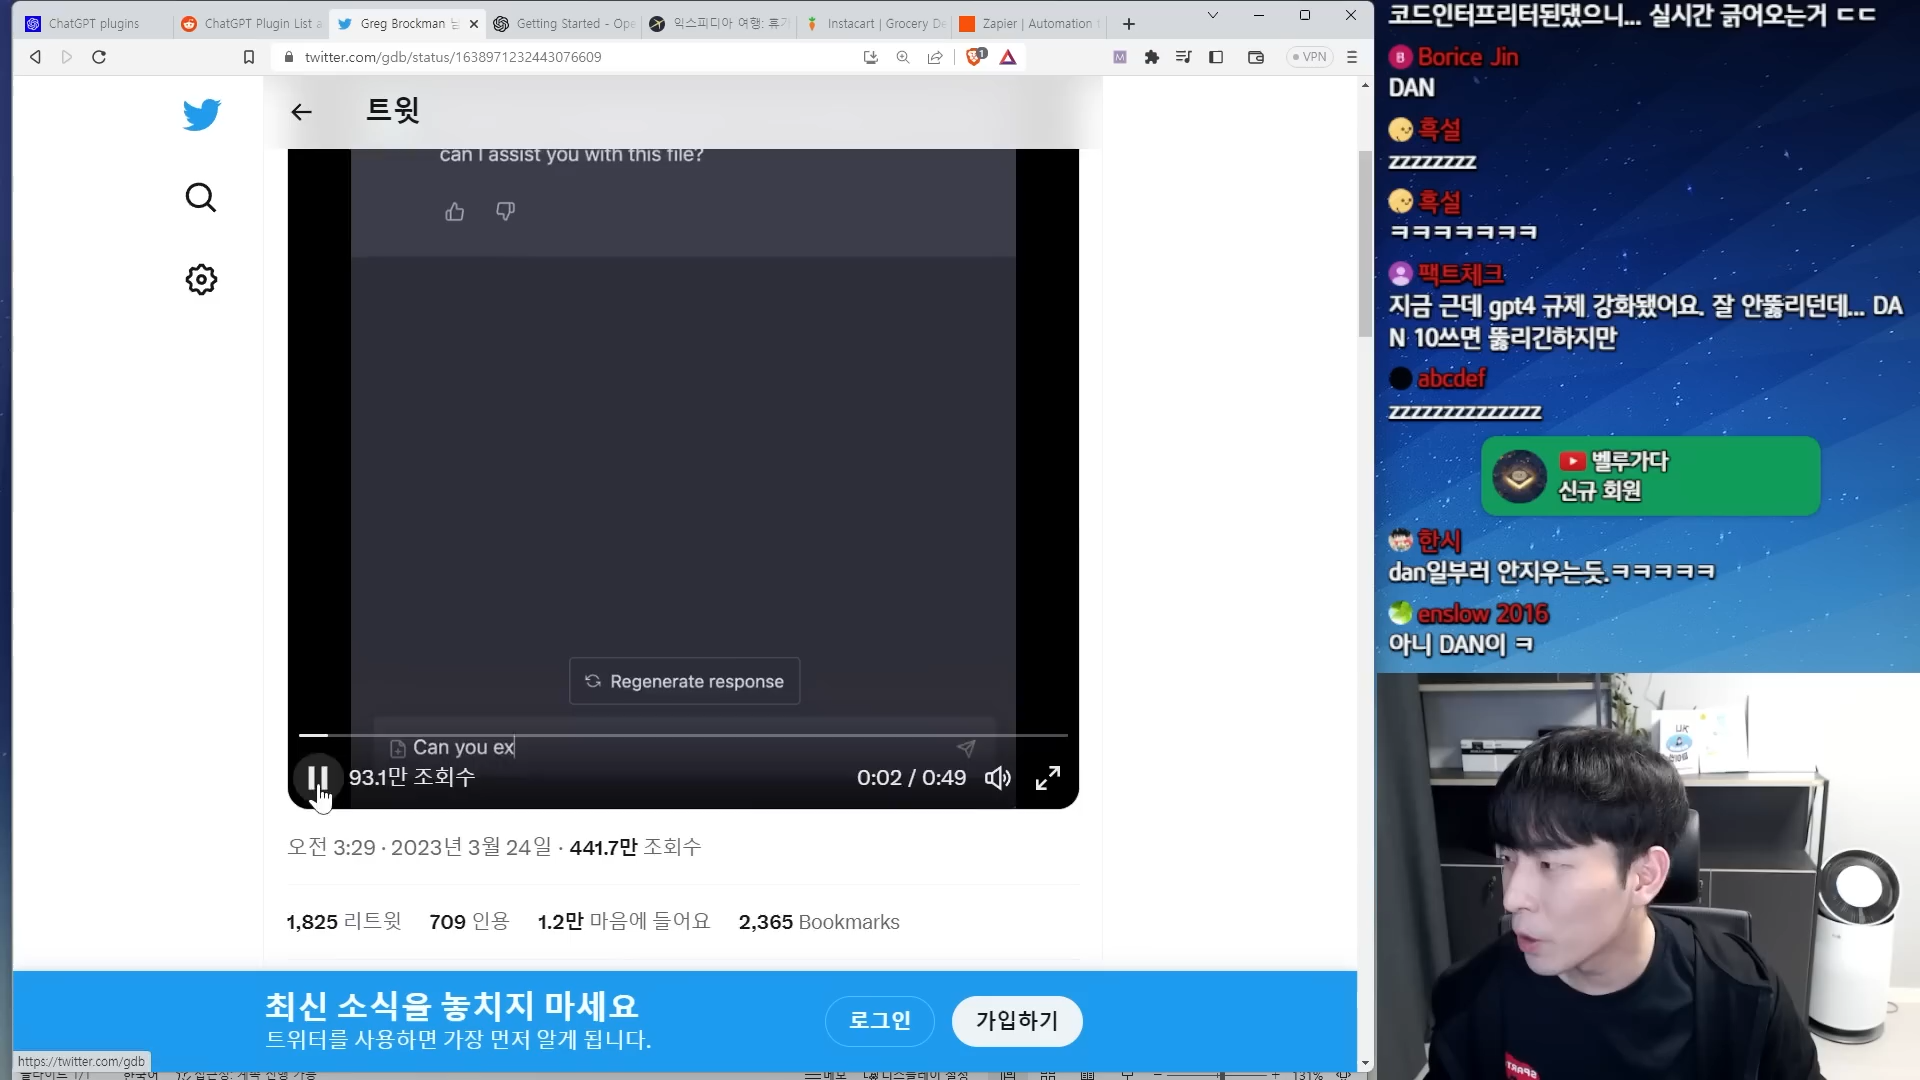 ChatGPT plugins
ChatGPT Plugin List a
Greg Brockman 님
Getting Started - Ope
익스피디아 여행: 휴가
Instacart | Grocery De
Zapier | Automation t
twitter.com/gdb/status/1638971232443076609
1
VPN
트윗
can I assist you with this file?
Regenerate response
Can you ex
93.1만 조회수
0:02 / 0:49
오전 3:29 · 2023년 3월 24일 · 441.7만 조회수
1,825 리트윗 709 인용 1.2만 마음에 들어요 2,365 Bookmarks
최신 소식을 놓치지 마세요
트위터를 사용하면 가장 먼저 알게 됩니다.
로그인
가입하기
https://twitter.com/gdb
131%
코드인터프리터된댔으니... 실시간 긁어오는거 ㄷㄷ
Borice Jin
DAN
흑설
zzzzzzzz
흑설
ㅋㅋㅋㅋㅋㅋㅋ
팩트체크
지금 근데 gpt4 규제 강화됐어요. 잘 안뚫리던데... DA
N 10쓰면 뚫리긴하지만
abcdef
zzzzzzzzzzzzzz
벨루가다
신규 회원
한시
dan일부러 안지우는듯.ㅋㅋㅋㅋㅋ
enslow 2016
아니 DAN이 ㅋ